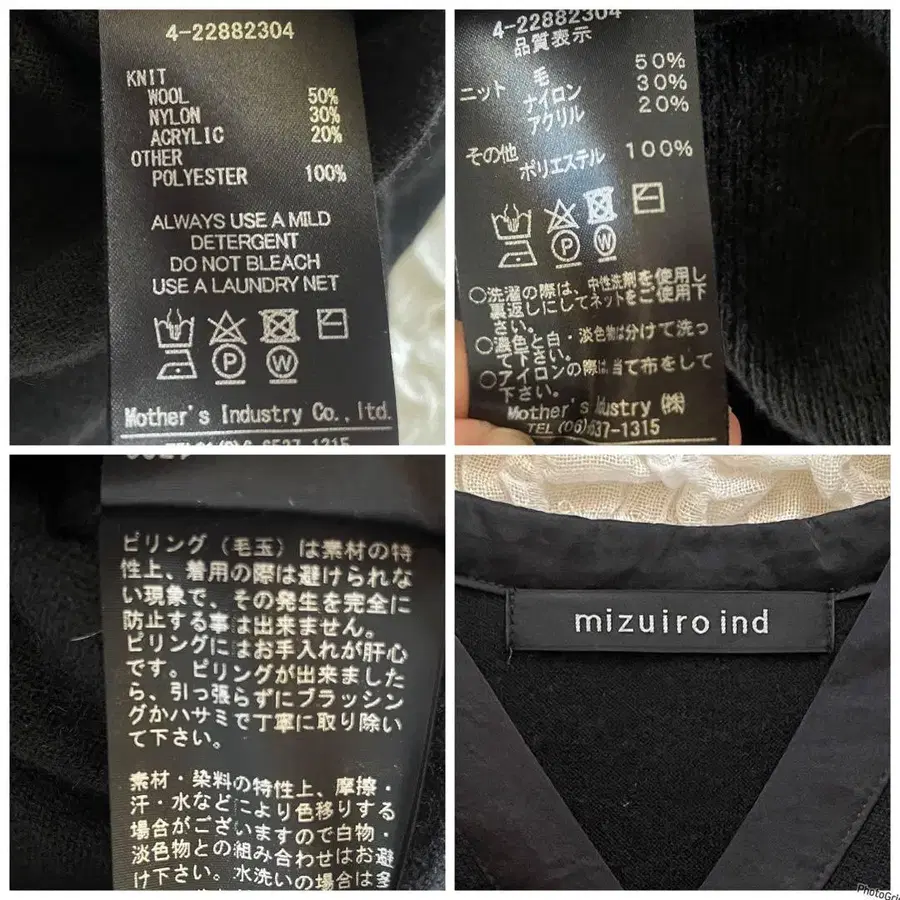 4-22882304
KNIT
WOOL 50%
NYLON 30%
ACRYLIC 20%
OTHER
POLYESTER 100%
ALWAYS USE A MILD
DETERGENT
DO NOT BLEACH
USE A LAUNDRY NET
P W
Mother's Industry Co.,ltd.
4-22882304
品質表示
ニット 毛 50%
ナイロン 30%
アクリル 20%
その他
ポリエステル 100%
P W
○洗濯の際は、中性洗剤を使用し
裏返しにしてネットをご使用下
さい。
○濃色と白・淡色物は分けて洗っ
て下さい。
○アイロンの際は当て布をして
下さい。
Mother's ustry (株)
TEL (06) 637-1315
ピリング(毛玉)は素材の特
性上、着用の際は避けられな
い現象で、その発生を完全に
防止する事は出来ません。
ピリングにはお手入れが肝心
です。ピリングが出来ました
ら、引っ張らずにブラッシン
グかハサミで丁寧に取り除い
て下さい。
素材・染料の特性上、摩擦・
汗・水などにより色移りする
場合がございますので白物・
淡色物との組み合わせはお避
け下さい。水洗いの場合は多
mizuiro ind
PhotoGri